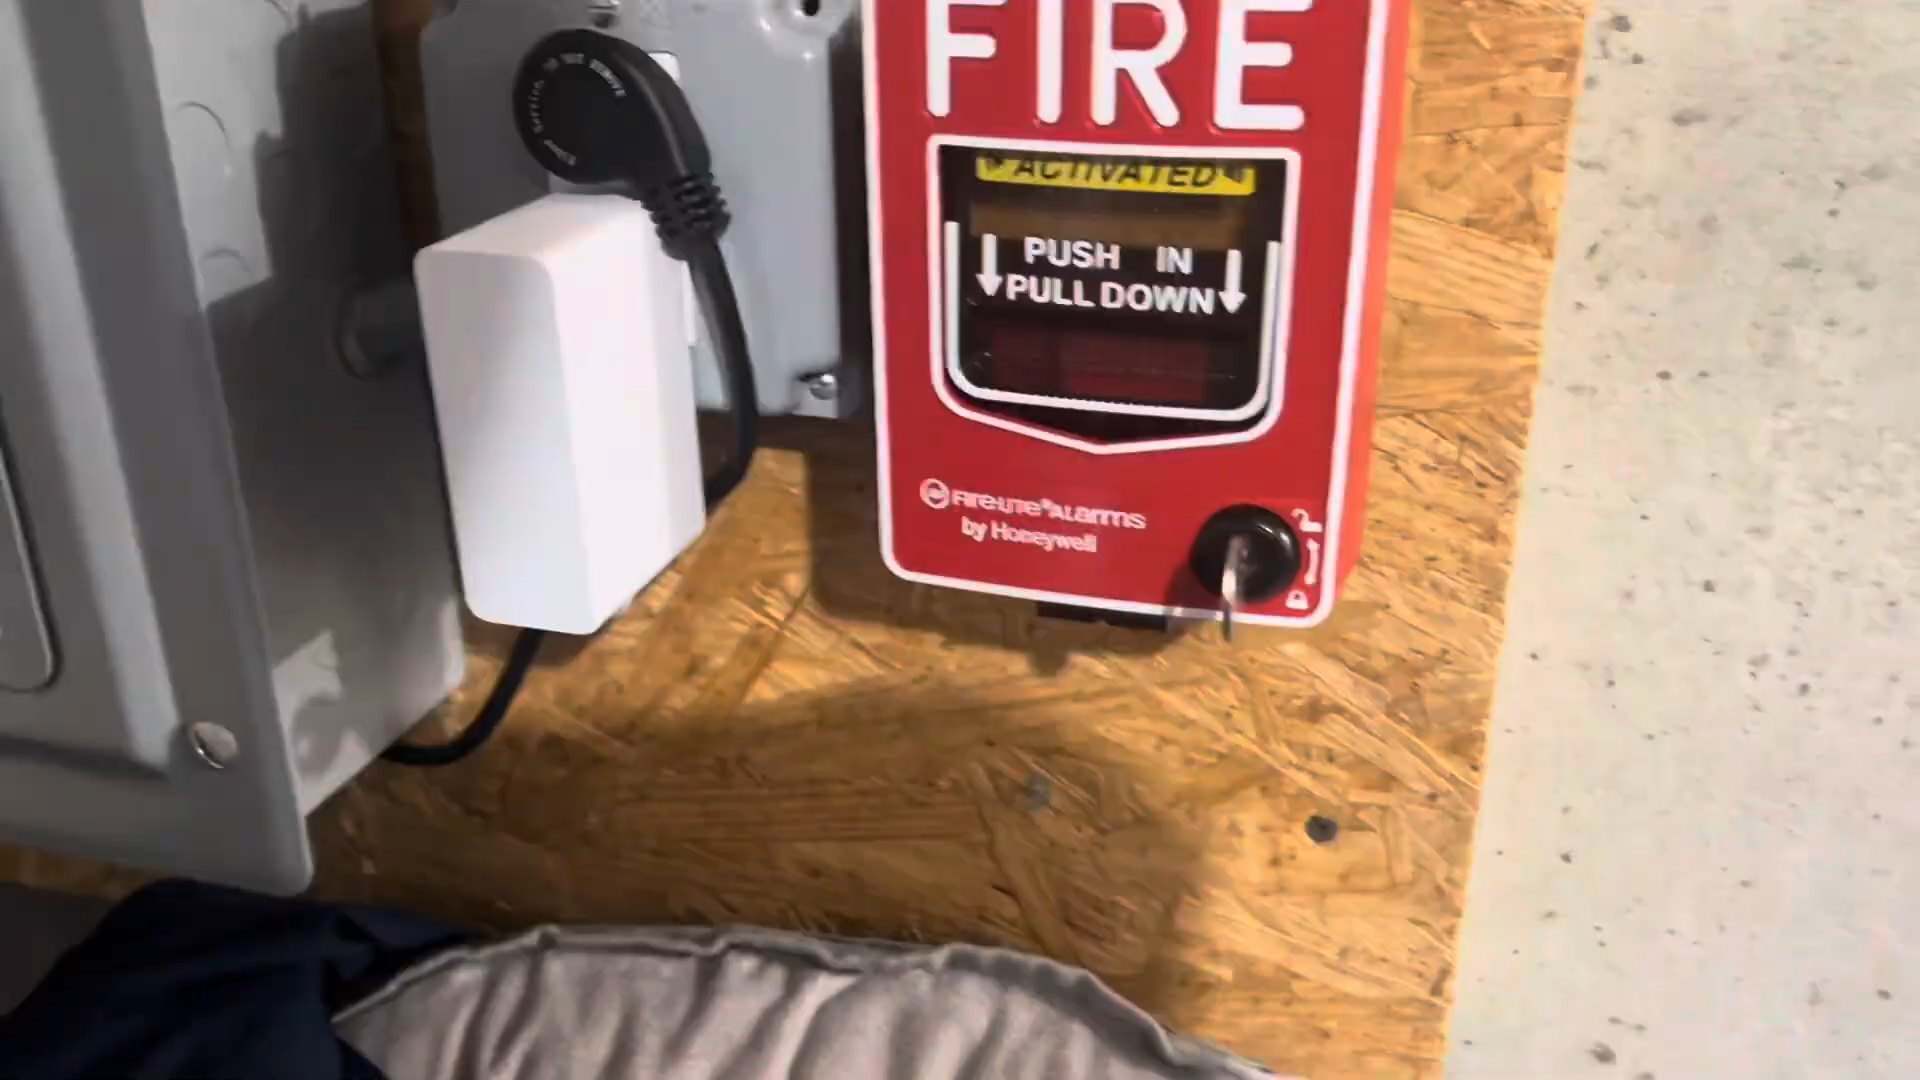 FIRE
ACTIVATED
PUSH IN
PULL DOWN
Fire-Lite® Alarms
by Honeywell